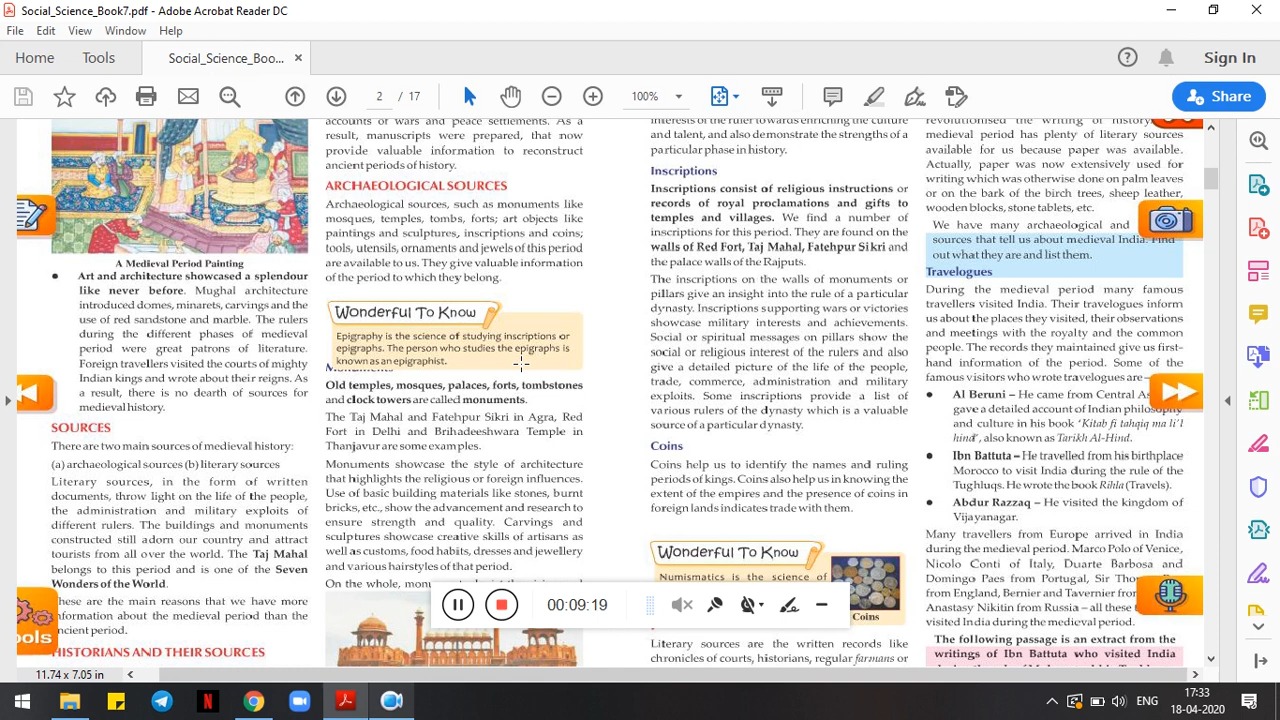 Social_Science_Book7.pdf - Adobe Acrobat Reader DC
File Edit View Window Help
Home Tools Social_Science_Boo... ×
Sign In
2 / 17
100%
Share
accounts of wars and peace settlements. As a
result, manuscripts were prepared, that now
provide valuable information to reconstruct
ancient periods of history.
A Medieval Period Painting
• Art and architecture showcased a splendour
like never before. Mughal architecture
introduced domes, minarets, carvings and the
use of red sandstone and marble. The rulers
during the different phases of medieval
period were great patrons of literature.
Foreign travellers visited the courts of mighty
Indian kings and wrote about their reigns. As
a result, there is no dearth of sources for
medieval history.
SOURCES
There are two main sources of medieval history:
(a) archaeological sources (b) literary sources
Literary sources, in the form of written
documents, throw light on the life of the people,
the administration and military exploits of
different rulers. The buildings and monuments
constructed still adorn our country and attract
tourists from all over the world. The Taj Mahal
belongs to this period and is one of the Seven
Wonders of the World.
These are the main reasons that we have more
information about the medieval period than the
ancient period.
HISTORIANS AND THEIR SOURCES
ools
ARCHAEOLOGICAL SOURCES
Archaeological sources, such as monuments like
mosques, temples, tombs, forts; art objects like
paintings and sculptures, inscriptions and coins;
tools, utensils, ornaments and jewels of this period
are available to us. They give valuable information
of the period to which they belong.
Wonderful To Know
Epigraphy is the science of studying inscriptions or
epigraphs. The person who studies the epigraphs is
known as an epigraphist.
Monuments
Old temples, mosques, palaces, forts, tombstones
and clock towers are called monuments.
The Taj Mahal and Fatehpur Sikri in Agra, Red
Fort in Delhi and Brihadeeshwara Temple in
Thanjavur are some examples.
Monuments showcase the style of architecture
that highlights the religious or foreign influences.
Use of basic building materials like stones, burnt
bricks, etc., show the advancement and research to
ensure strength and quality. Carvings and
sculptures showcase creative skills of artisans as
well as customs, food habits, dresses and jewellery
and various hairstyles of that period.
On the whole,
interests of the ruler towards enriching the culture
and talent, and also demonstrate the strengths of a
particular phase in history.
Inscriptions
Inscriptions consist of religious instructions or
records of royal proclamations and gifts to
temples and villages. We find a number of
inscriptions for this period. They are found on the
walls of Red Fort, Taj Mahal, Fatehpur Sikri and
the palace walls of the Rajputs.
The inscriptions on the walls of monuments or
pillars give an insight into the rule of a particular
dynasty. Inscriptions supporting wars or victories
showcase military interests and achievements.
Social or spiritual messages on pillars show the
social or religious interest of the rulers and also
give a detailed picture of the life of the people,
trade, commerce, administration and military
exploits. Some inscriptions provide a list of
various rulers of the dynasty which is a valuable
source of a particular dynasty.
Coins
Coins help us to identify the names and ruling
periods of kings. Coins also help us in knowing the
extent of the empires and the presence of coins in
foreign lands indicates trade with them.
Wonderful To Know
Numismatics is the science of
Coins
Literary sources are the written records like
chronicles of courts, historians, regular farmans or
revolutionised the writing of history
medieval period has plenty of literary sources
available for us because paper was available.
Actually, paper was now extensively used for
writing which was otherwise done on palm leaves
or on the bark of the birch trees, sheep leather,
wooden blocks, stone tablets, etc.
We have many archaeological and
sources that tell us about medieval India. Find
out what they are and list them.
Travelogues
During the medieval period many famous
travellers visited India. Their travelogues inform
us about the places they visited, their observations
and meetings with the royalty and the common
people. The records they maintained give us first-
hand information of the period. Some of the
famous visitors who wrote travelogues are
• Al Beruni – He came from Central As
gave a detailed account of Indian philosophy
and culture in his book 'Kitab fi tahqiq ma li'l
hind', also known as Tarikh Al-Hind.
• Ibn Battuta – He travelled from his birthplace
Morocco to visit India during the rule of the
Tughluqs. He wrote the book Rihla (Travels).
• Abdur Razzaq – He visited the kingdom of
Vijayanagar.
Many travellers from Europe arrived in India
during the medieval period. Marco Polo of Venice,
Nicolo Conti of Italy, Duarte Barbosa and
Domingo Paes from Portugal, Sir Tho
from England, Bernier and Tavernier from
Anastasy Nikitin from Russia – all these
visited India during the medieval period.
The following passage is an extract from the
writings of Ibn Battuta who visited India
00:09:19
11.74 x 7.05 in
ENG
17:33
18-04-2020